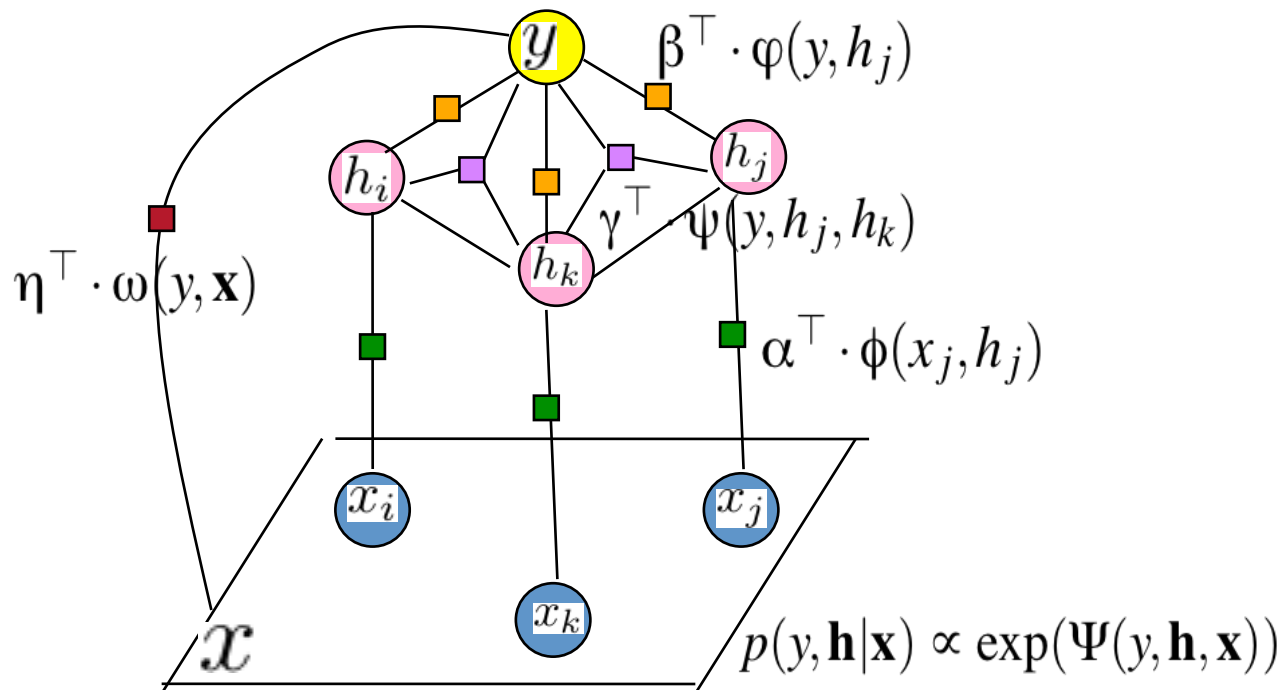 y
β⊤ · φ(y, hⱼ)
hᵢ
hⱼ
γ⊤ · ψ(y, hⱼ, hₖ)
hₖ
η⊤ · ω(y, 𝐱)
α⊤ · ϕ(xⱼ, hⱼ)
xᵢ
xⱼ
xₖ
x
p(y, 𝐡|𝐱) ∝ exp(Ψ(y, 𝐡, 𝐱))